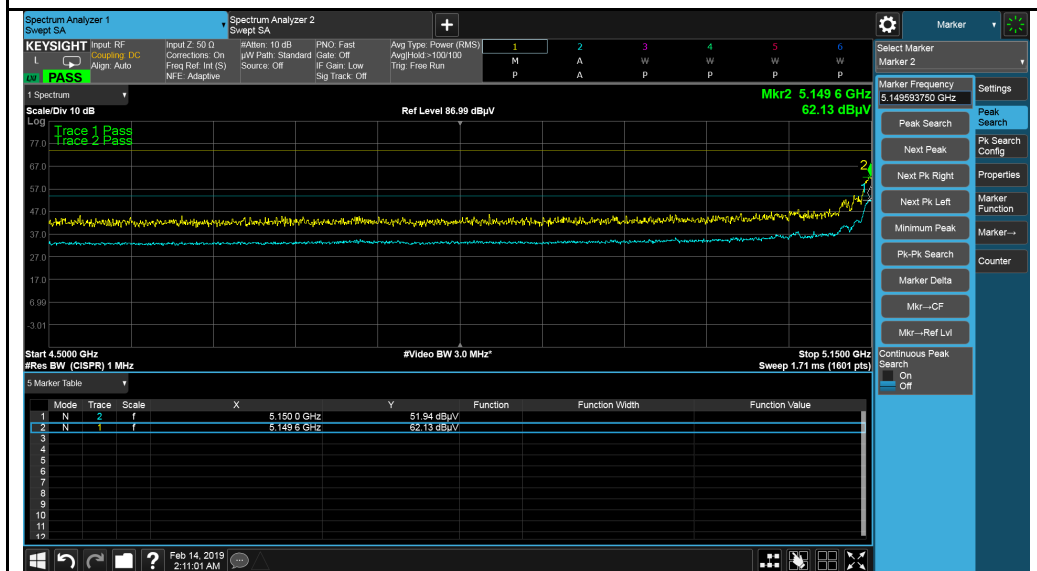 Spectrum Analyzer 1
Swept SA
Spectrum Analyzer 2
Swept SA
+
Marker
KEYSIGHT
L
LXI
PASS
Input: RF
Coupling: DC
Align: Auto
Input Z: 50 Ω
Corrections: On
Freq Ref: Int (S)
NFE: Adaptive
#Atten: 10 dB
µW Path: Standard
Source: Off
PNO: Fast
Gate: Off
IF Gain: Low
Sig Track: Off
Avg Type: Power (RMS)
Avg|Hold:>100/100
Trig: Free Run
1 2 3 4 5 6
M A W W W W
P A P P P P
Select Marker
Marker 2
1 Spectrum
Scale/Div 10 dB
Log
Ref Level 86.99 dBµV
Mkr2 5.149 6 GHz
62.13 dBµV
Trace 1 Pass
Trace 2 Pass
77.0
67.0
57.0
47.0
37.0
27.0
17.0
6.99
-3.01
2
1
Start 4.5000 GHz
#Res BW (CISPR) 1 MHz
#Video BW 3.0 MHz*
Stop 5.1500 GHz
Sweep 1.71 ms (1601 pts)
Marker Frequency
5.149593750 GHz
Peak Search
Next Peak
Next Pk Right
Next Pk Left
Minimum Peak
Pk-Pk Search
Marker Delta
Mkr→CF
Mkr→Ref Lvl
Continuous Peak
Search
On
Off
Settings
Peak
Search
Pk Search
Config
Properties
Marker
Function
Marker→
Counter
5 Marker Table
Mode Trace Scale X Y Function Function Width Function Value
1 N 2 f 5.150 0 GHz 51.94 dBµV
2 N 1 f 5.149 6 GHz 62.13 dBµV
3
4
5
6
7
8
9
10
11
12
?
Feb 14, 2019
2:11:01 AM